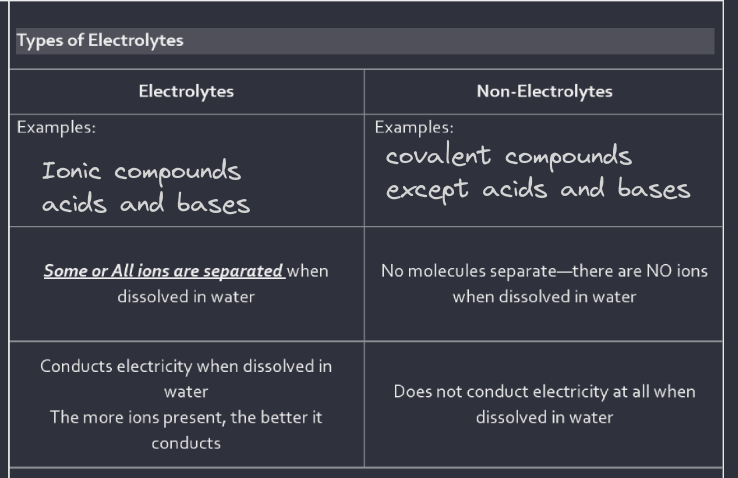 Types of Electrolytes
Electrolytes
Non-Electrolytes
Examples:
Ionic compounds
acids and bases
Examples:
covalent compounds
except acids and bases
Some or All ions are separated when
dissolved in water
No molecules separate—there are NO ions
when dissolved in water
Conducts electricity when dissolved in
water
The more ions present, the better it
conducts
Does not conduct electricity at all when
dissolved in water